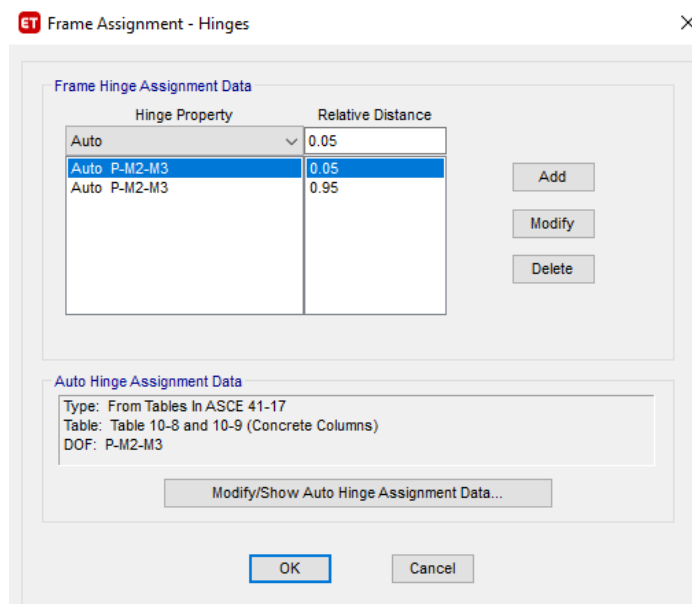 ET Frame Assignment - Hinges
Frame Hinge Assignment Data
Hinge Property Relative Distance
Auto 0.05
Auto P-M2-M3 0.05
Auto P-M2-M3 0.95
Add
Modify
Delete
Auto Hinge Assignment Data
Type: From Tables In ASCE 41-17
Table: Table 10-8 and 10-9 (Concrete Columns)
DOF: P-M2-M3
Modify/Show Auto Hinge Assignment Data...
OK Cancel